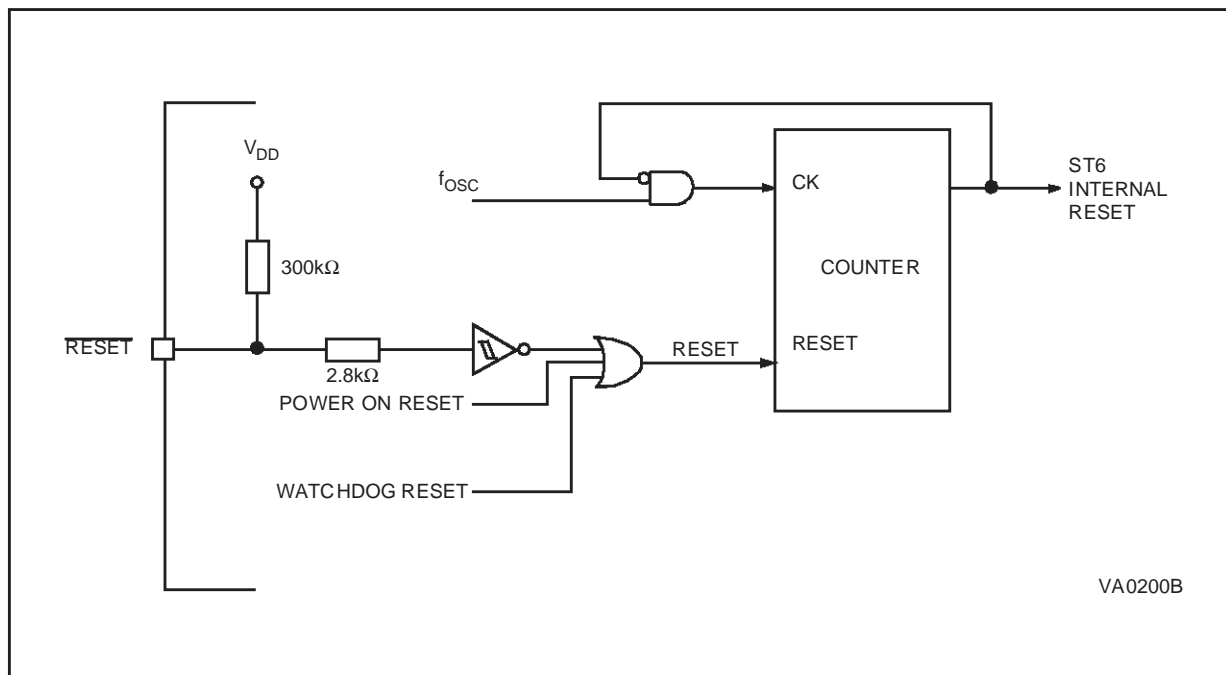 V_DD
f_OSC
300kΩ
RESET
2.8kΩ
POWER ON RESET
WATCHDOG RESET
RESET
CK
COUNTER
RESET
ST6
INTERNAL
RESET
VA0200B